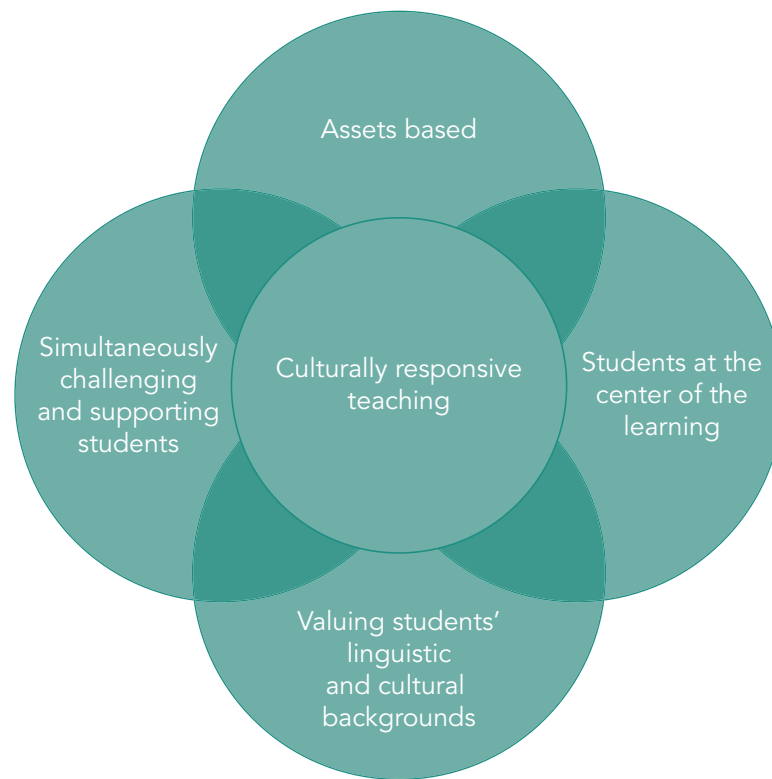 Assets based
Simultaneously
challenging
and supporting
students
Culturally responsive
teaching
Students at the
center of the
learning
Valuing students’
linguistic
and cultural
backgrounds